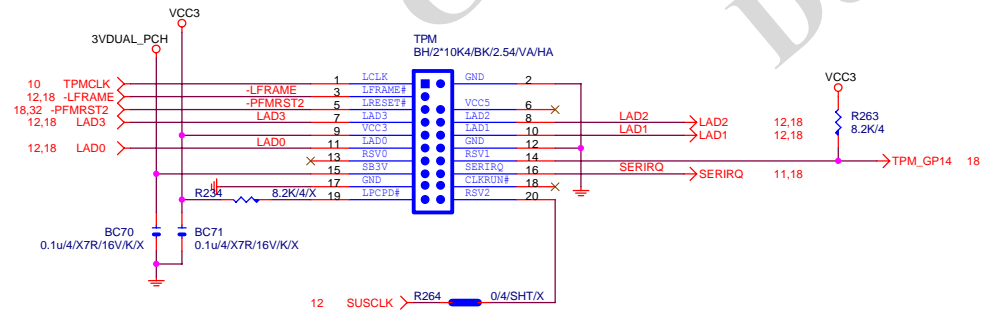 VCC3
3VDUAL_PCH
TPM
BH/2*10K4/BK/2.54/VA/HA
VCC3
10 TPMCLK 1 LCLK GND 2
12,18 -LFRAME -LFRAME 3 LFRAME#
18,32 -PFMRST2 -PFMRST2 5 LRESET# VCC5 6
12,18 LAD3 LAD3 7 LAD3 LAD2 8 LAD2 LAD2 12,18
9 VCC3 LAD1 10 LAD1 LAD1 12,18
12,18 LAD0 LAD0 11 LAD0 GND 12
R263
8.2K/4
13 RSV0 RSV1 14 TPM_GP14 18
15 SB3V SERIRQ 16 SERIRQ SERIRQ 11,18
17 GND CLKRUN# 18
R234 8.2K/4/X 19 LPCPD# RSV2 20
BC70
0.1u/4/X7R/16V/K/X
BC71
0.1u/4/X7R/16V/K/X
12 SUSCLK R264 0/4/SHT/X